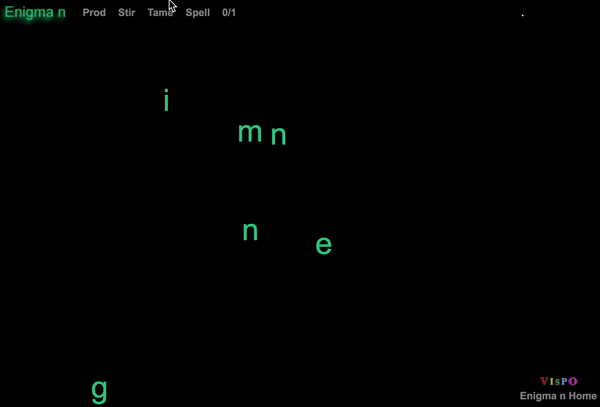 Enigma n Prod Stir Tame Spell 0/1
i
m n
n
e
g
VISPO
Enigma n Home